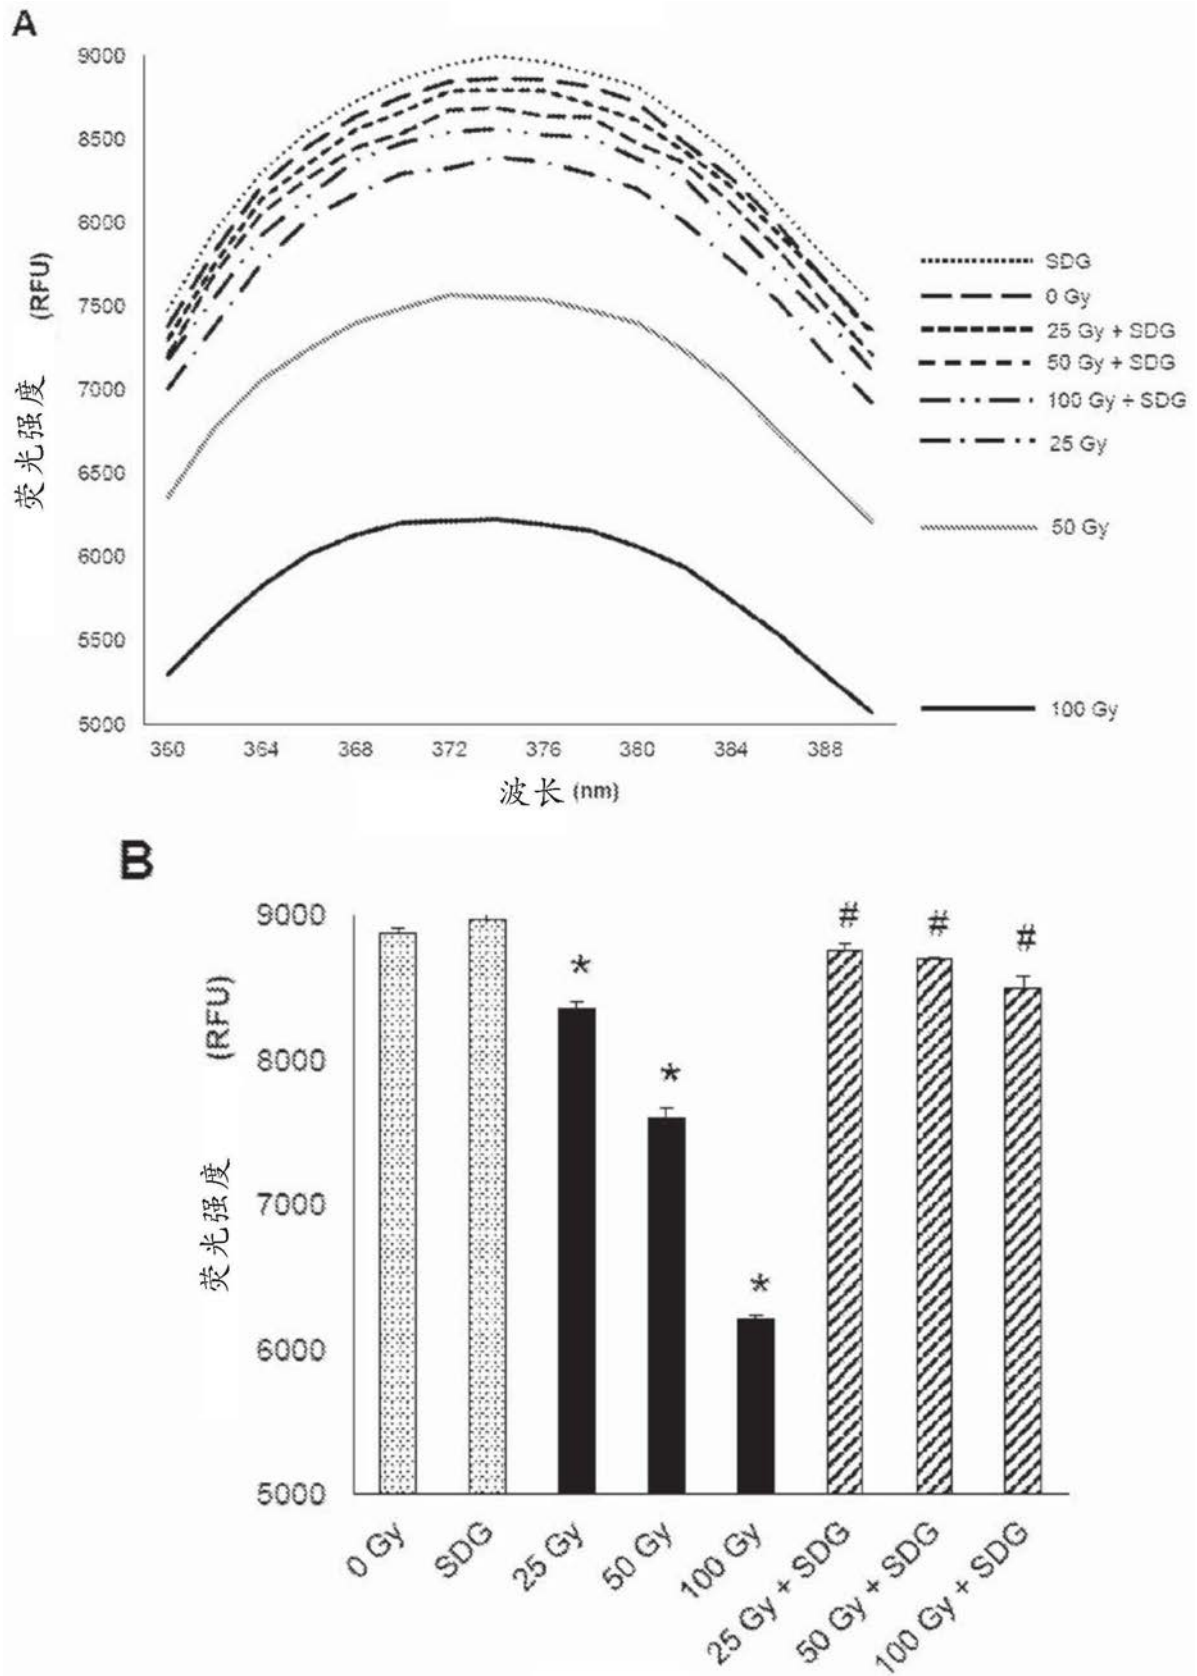 A
9000
8500
8000
7500
7000
6500
6000
5500
5000
荧光强度 (RFU)
360 364 368 372 376 380 384 388
波长 (nm)
SDG
0 Gy
25 Gy + SDG
50 Gy + SDG
100 Gy + SDG
25 Gy
50 Gy
100 Gy
B
9000
8000
7000
6000
5000
荧光强度 (RFU)
* * * # # #
0 Gy
SDG
25 Gy
50 Gy
100 Gy
25 Gy + SDG
50 Gy + SDG
100 Gy + SDG